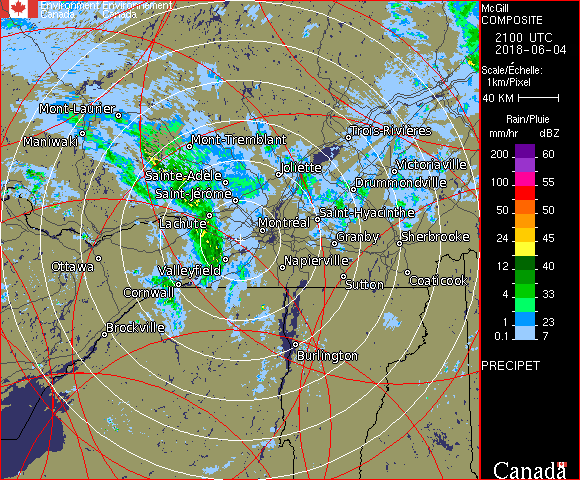 Environment Environnement
Canada Canada
McGill
COMPOSITE
2100 UTC
2018-06-04
Scale/Échelle:
1km/Pixel
40 KM
Rain/Pluie
mm/hr dBZ
200 60
100 55
50 50
24 45
12 40
4 33
1 23
0.1 7
PRECIPET
Canada
Mont-Laurier
Maniwaki
Mont-Tremblant
Trois-Rivières
Joliette
Victoriaville
Sainte-Adèle
Drummondville
Saint-Jérôme
Saint-Hyacinthe
Lachute
Montréal
Granby
Sherbrooke
Ottawa
Valleyfield
Napierville
Cornwall
Sutton
Coaticook
Brockville
Burlington